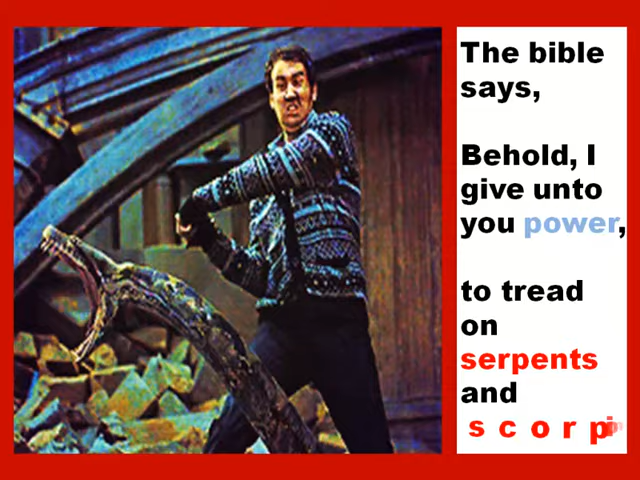 The bible
says,
Behold, I
give unto
you power,
to tread
on
serpents
and
s c o r p